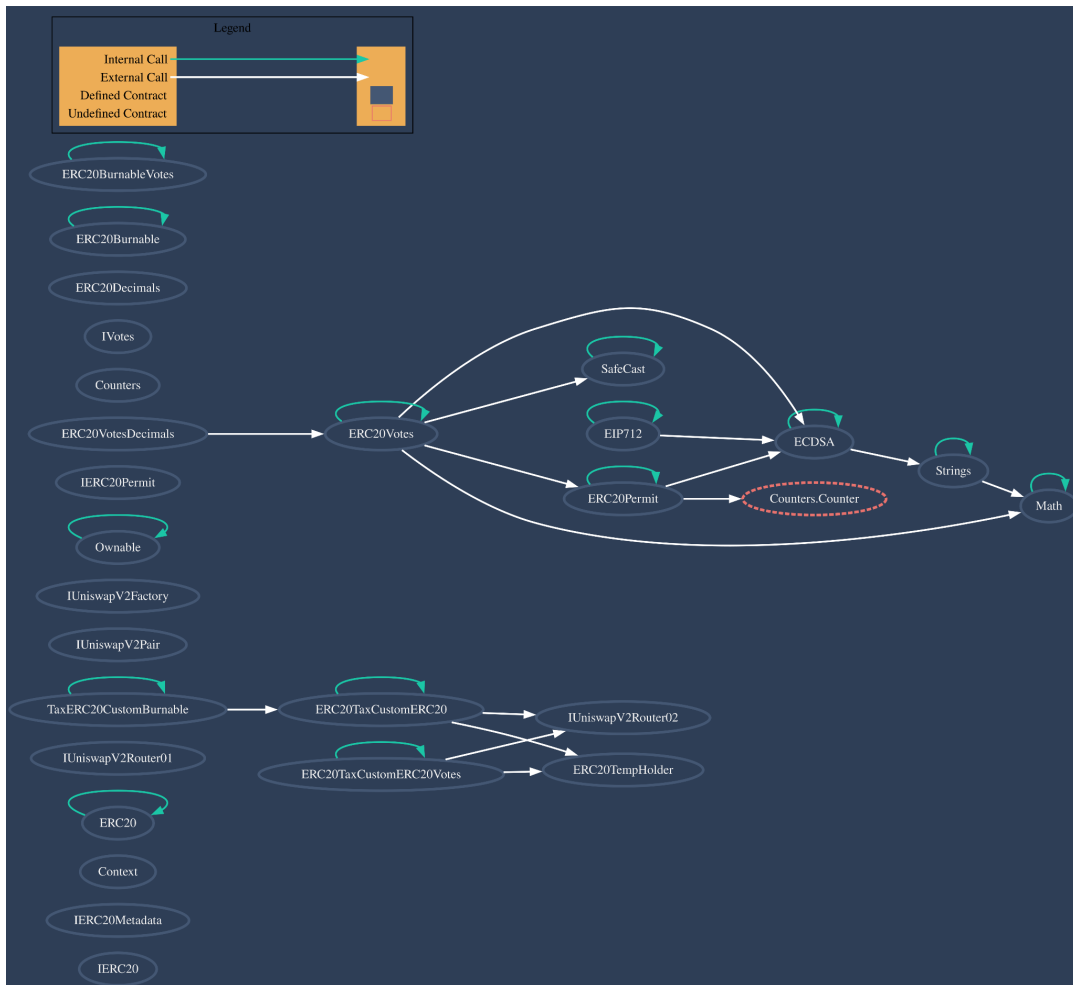 Legend
Internal Call
External Call
Defined Contract
Undefined Contract
ERC20BurnableVotes
ERC20Burnable
ERC20Decimals
IVotes
SafeCast
Counters
ERC20VotesDecimals
ERC20Votes
EIP712
ECDSA
Strings
IERC20Permit
ERC20Permit
Counters.Counter
Math
Ownable
IUniswapV2Factory
IUniswapV2Pair
TaxERC20CustomBurnable
ERC20TaxCustomERC20
IUniswapV2Router02
IUniswapV2Router01
ERC20TaxCustomERC20Votes
ERC20TempHolder
ERC20
Context
IERC20Metadata
IERC20